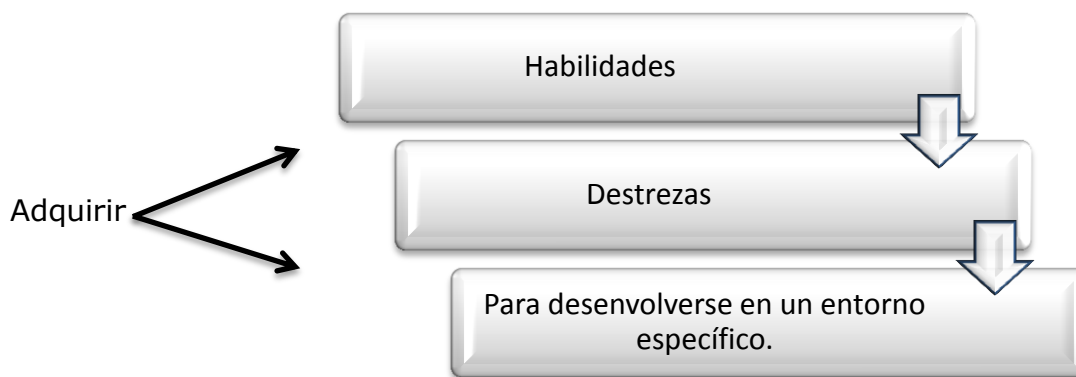 Habilidades
Destrezas
Adquirir
Para desenvolverse en un entorno
específico.